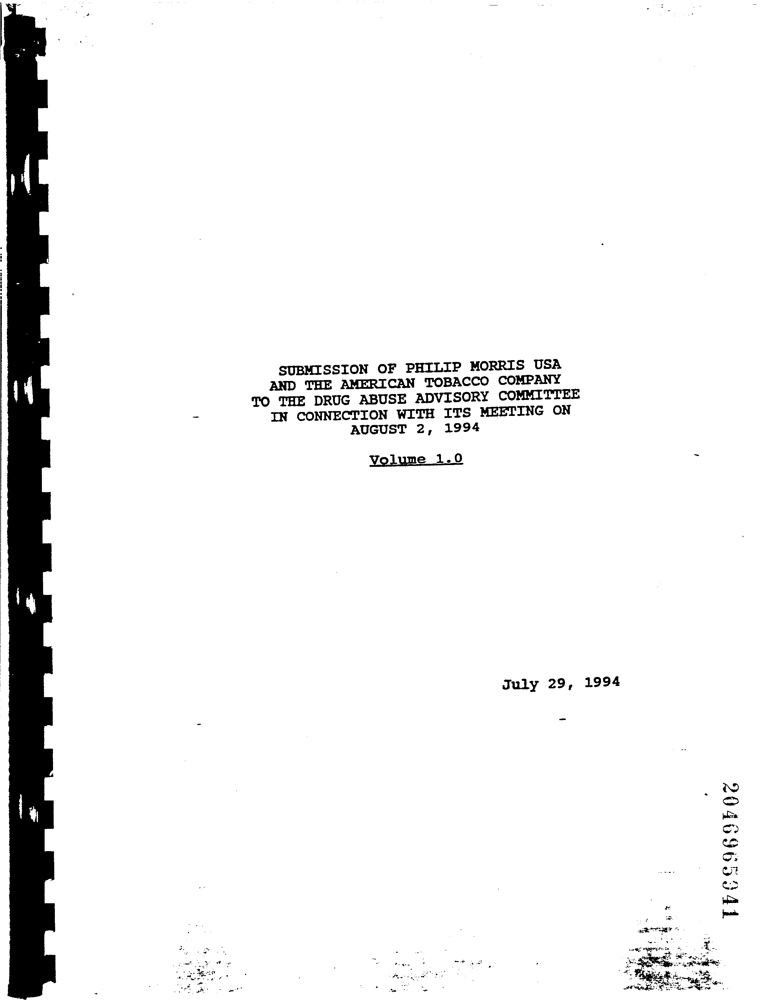 SUBMISSION OF PHILIP MORRIS USA
AND THE AMERICAN TOBACCO COMPANY
TO THE DRUG ABUSE ADVISORY COMMITTEE
IN CONNECTION WITH ITS MEETING ON
AUGUST 2, 1994
Volume 1.0
July 29, 1994
2046965941